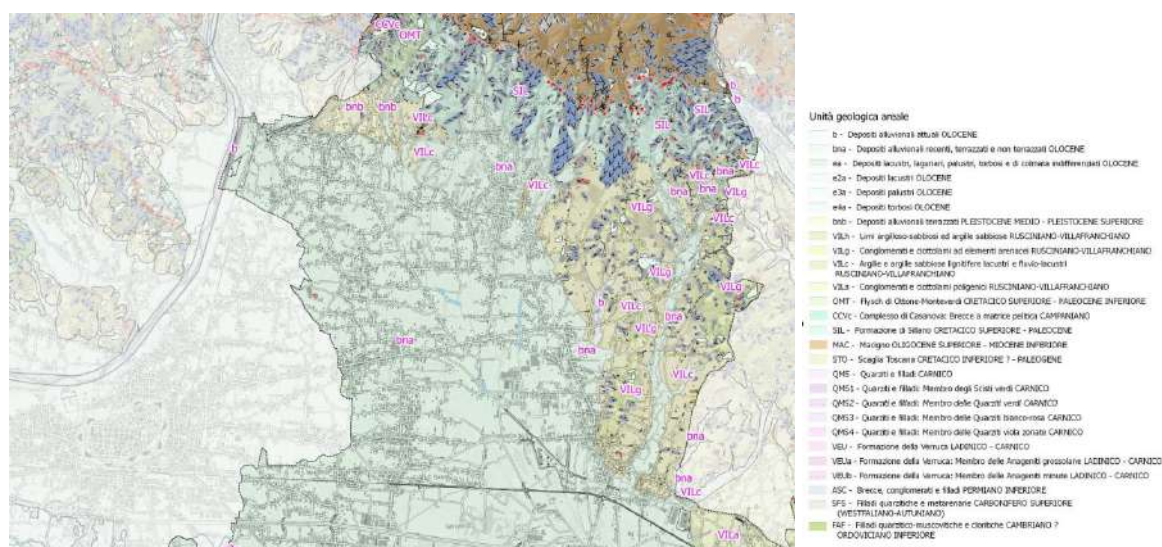 CCVc
OMT
b
b
SIL
SIL
bnb
bnb
VILc
VILc
b
bna
VILc
VILc
bna
VILc
bna
bna
VILg
VILg
VILc
VILg
VILg
b
VILc
bna
VILg
bna
bna
VILc
VILg
bna
bna
VILc
VILa
b
Unità geologica areale
b - Depositi alluvionali attuali OLOCENE
bna - Depositi alluvionali recenti, terrazzati e non terrazzati OLOCENE
ea - Depositi lacustri, lagunari, palustri, torbosi e di colmata indifferenziati OLOCENE
e2a - Depositi lacustri OLOCENE
e3a - Depositi palustri OLOCENE
e4a - Depositi torbosi OLOCENE
bnb - Depositi alluvionali terrazzati PLEISTOCENE MEDIO - PLEISTOCENE SUPERIORE
VILh - Limi argilloso-sabbiosi ed argille sabbiose RUSCINIANO-VILLAFRANCHIANO
VILg - Conglomerati e ciottolami ad elementi arenacei RUSCINIANO-VILLAFRANCHIANO
VILc - Argille e argille sabbiose lignitifere lacustri e fluvio-lacustri
RUSCINIANO-VILLAFRANCHIANO
VILa - Conglomerati e ciottolami poligenici RUSCINIANO-VILLAFRANCHIANO
OMT - Flysch di Ottone-Monteverdi CRETACICO SUPERIORE - PALEOCENE INFERIORE
CCVc - Complesso di Casanova: Brecce a matrice pelitica CAMPANIANO
SIL - Formazione di Sillano CRETACICO SUPERIORE - PALEOCENE
MAC - Macigno OLIGOCENE SUPERIORE - MIOCENE INFERIORE
STO - Scaglia Toscana CRETACICO INFERIORE ? - PALEOGENE
QMS - Quarziti e filladi CARNICO
QMS1 - Quarziti e filladi: Membro degli Scisti verdi CARNICO
QMS2 - Quarziti e filladi: Membro delle Quarziti verdi CARNICO
QMS3 - Quarziti e filladi: Membro delle Quarziti bianco-rosa CARNICO
QMS4 - Quarziti e filladi: Membro delle Quarziti viola zonate CARNICO
VEU - Formazione della Verruca LADINICO - CARNICO
VEUa - Formazione della Verruca: Membro delle Anageniti grossolane LADINICO - CARNICO
VEUb - Formazione della Verruca: Membro delle Anageniti minute LADINICO - CARNICO
ASC - Brecce, conglomerati e filladi PERMIANO INFERIORE
SFS - Filladi quarzitiche e metarenarie CARBONIFERO SUPERIORE
(WESTFALIANO-AUTUNIANO)
FAF - Filladi quarzitico-muscovitiche e cloritiche CAMBRIANO ?
ORDOVICIANO INFERIORE